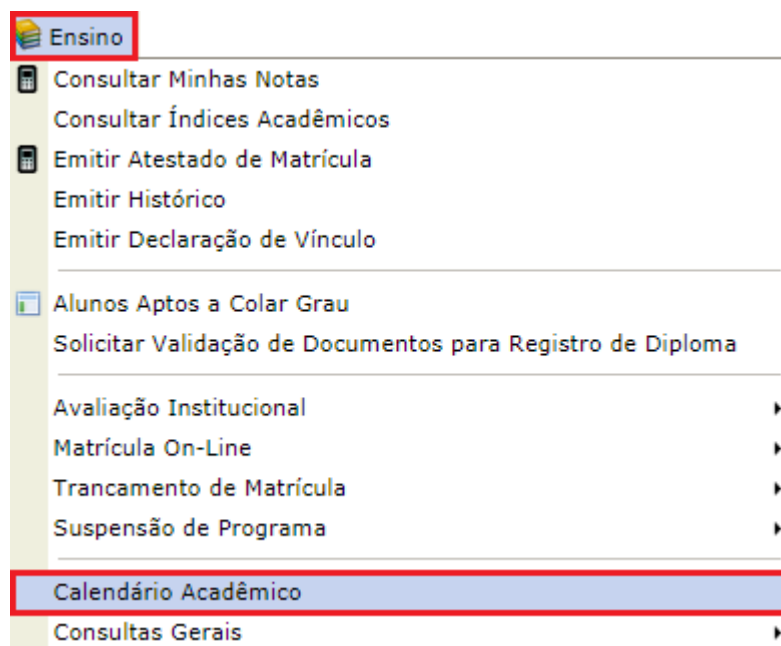 Ensino
Consultar Minhas Notas
Consultar Índices Acadêmicos
Emitir Atestado de Matrícula
Emitir Histórico
Emitir Declaração de Vínculo
Alunos Aptos a Colar Grau
Solicitar Validação de Documentos para Registro de Diploma
Avaliação Institucional
Matrícula On-Line
Trancamento de Matrícula
Suspensão de Programa
Calendário Acadêmico
Consultas Gerais